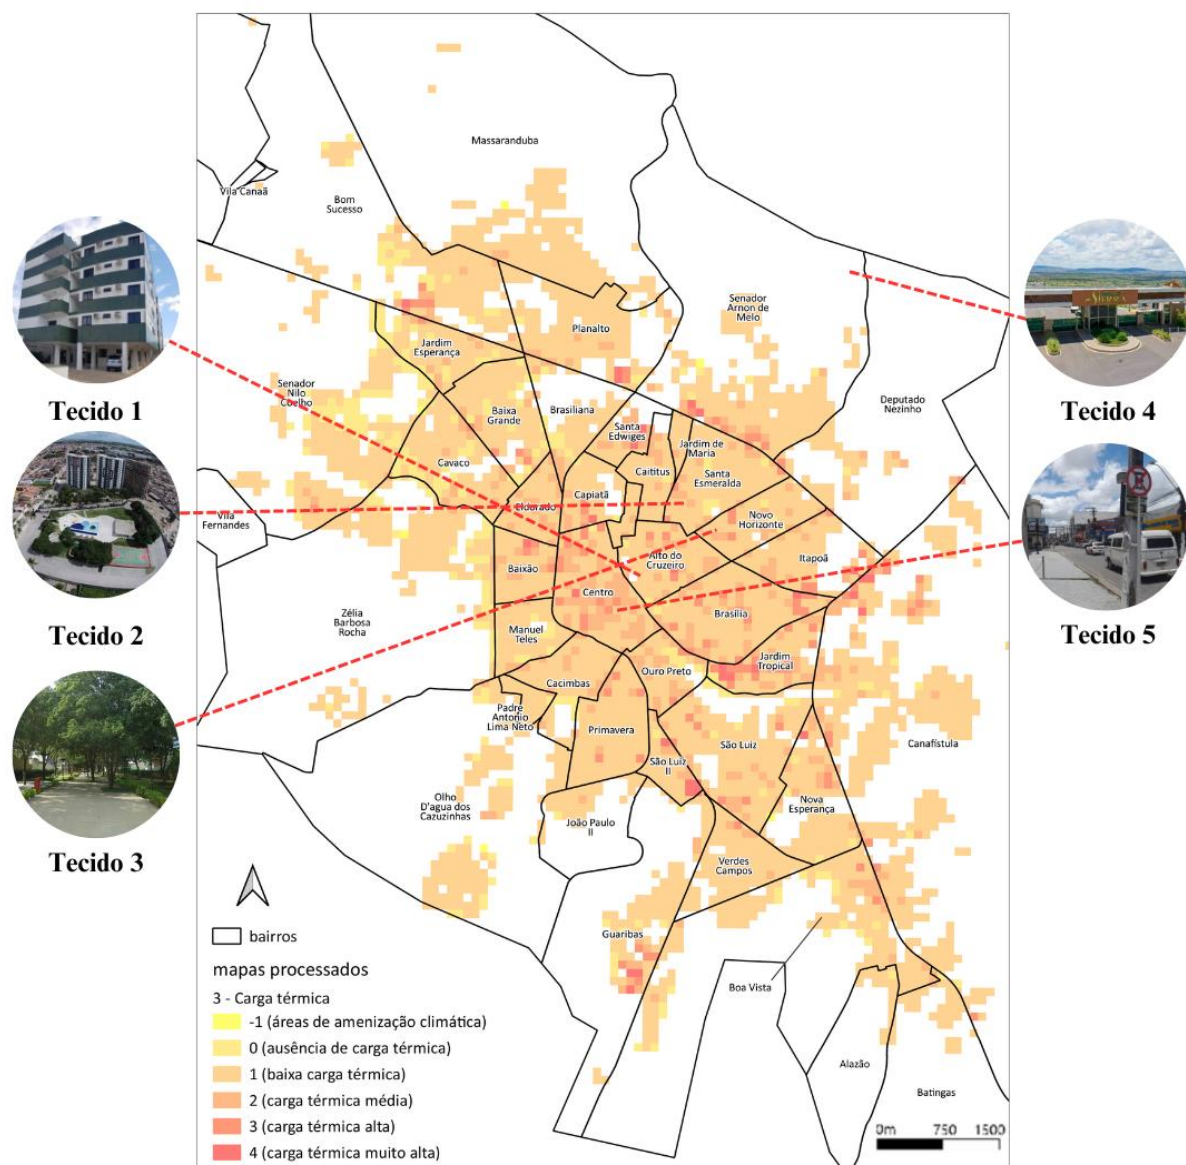 Massaranduba
Vila Canaã
Bom
Sucesso
Senador
Arnon de
Melo
Planalto
Jardim
Esperança
Senador
Nilo
Coelho
Baixa
Grande
Brasiliana
Deputado
Nezinho
Santa
Edwiges
Jardim de
Maria
Cavaco
Caititus
Santa
Esmeralda
Capiatã
Eldorado
Vila
Fernandes
Novo
Horizonte
Alto do
Cruzeiro
Itapoã
Baixão
Centro
Zélia
Barbosa
Rocha
Brasília
Manuel
Teles
Jardim
Tropical
Ouro Preto
Cacimbas
Padre
Antonio
Lima Neto
Primavera
São Luiz
Canafístula
São Luiz
II
Nova
Esperança
Olho
D'agua dos
Cazuzinhas
João Paulo
II
Verdes
Campos
Guaribas
Boa Vista
Alazão
Batingas
Tecido 1
Tecido 2
Tecido 3
Tecido 4
Tecido 5
bairros
mapas processados
3 - Carga térmica
-1 (áreas de amenização climática)
0 (ausência de carga térmica)
1 (baixa carga térmica)
2 (carga térmica média)
3 (carga térmica alta)
4 (carga térmica muito alta)
0m 750 1500